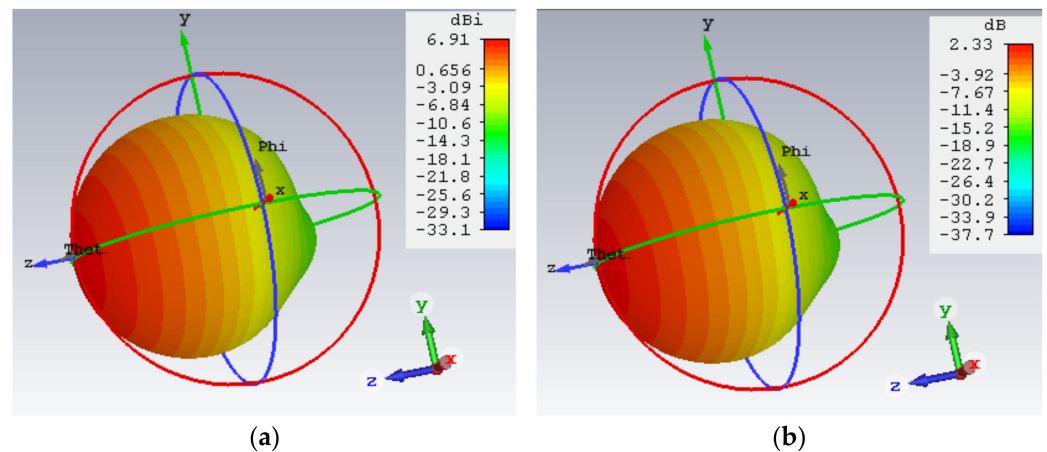 y
dBi
6.91
0.656
-3.09
-6.84
-10.6
-14.3
-18.1
-21.8
-25.6
-29.3
-33.1
Phi
x
Thet.
z
y
x
z
(a)
y
dB
2.33
-3.92
-7.67
-11.4
-15.2
-18.9
-22.7
-26.4
-30.2
-33.9
-37.7
Phi
x
Thet.
z
y
x
z
(b)